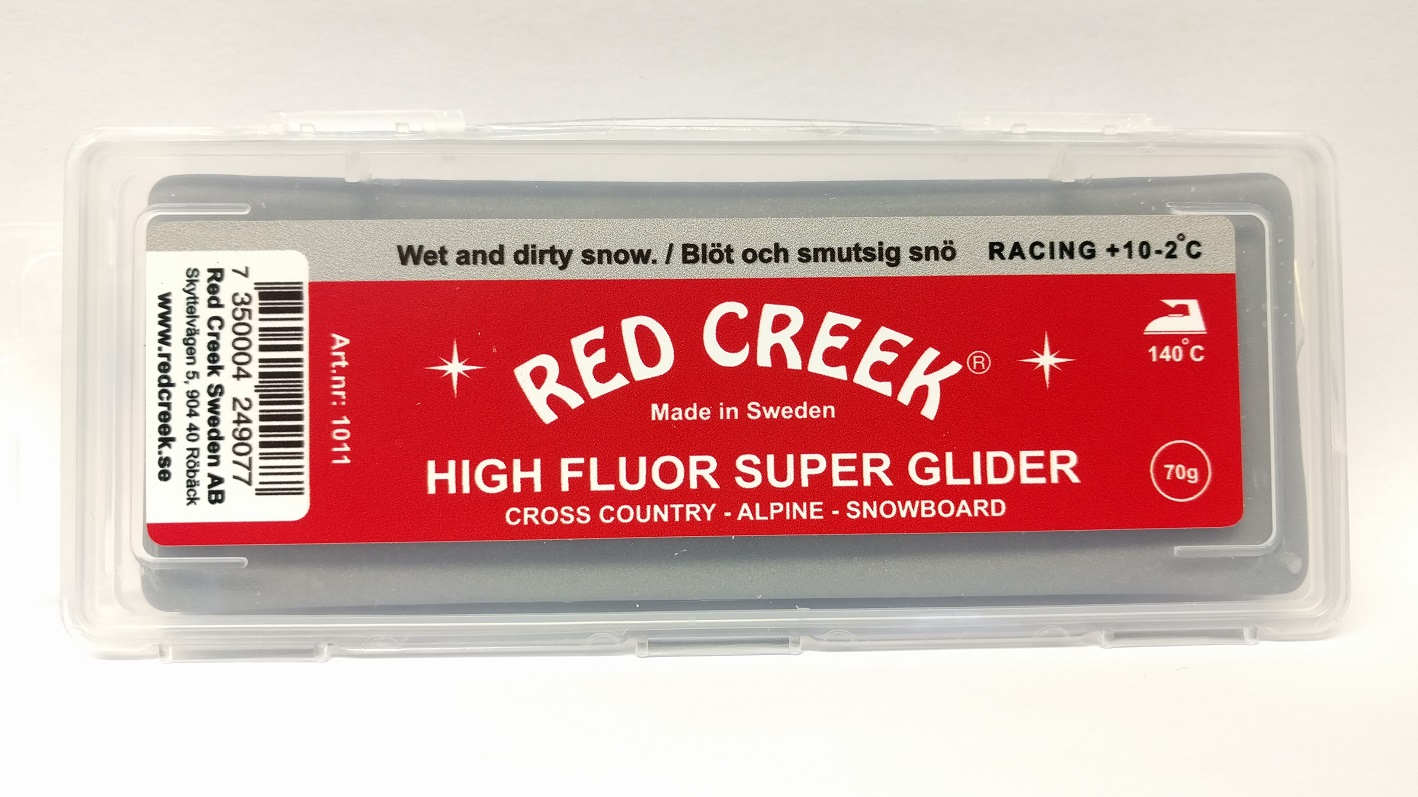 Wet and dirty snow. / Blöt och smutsig snö RACING +10-2°C
RED CREEK®
Made in Sweden
HIGH FLUOR SUPER GLIDER
CROSS COUNTRY - ALPINE - SNOWBOARD
140°C
70g
Art.nr: 1011
7 350004 249077
Red Creek Sweden AB
Skyttelvägen 5, 904 40 Röbäck
www.redcreek.se